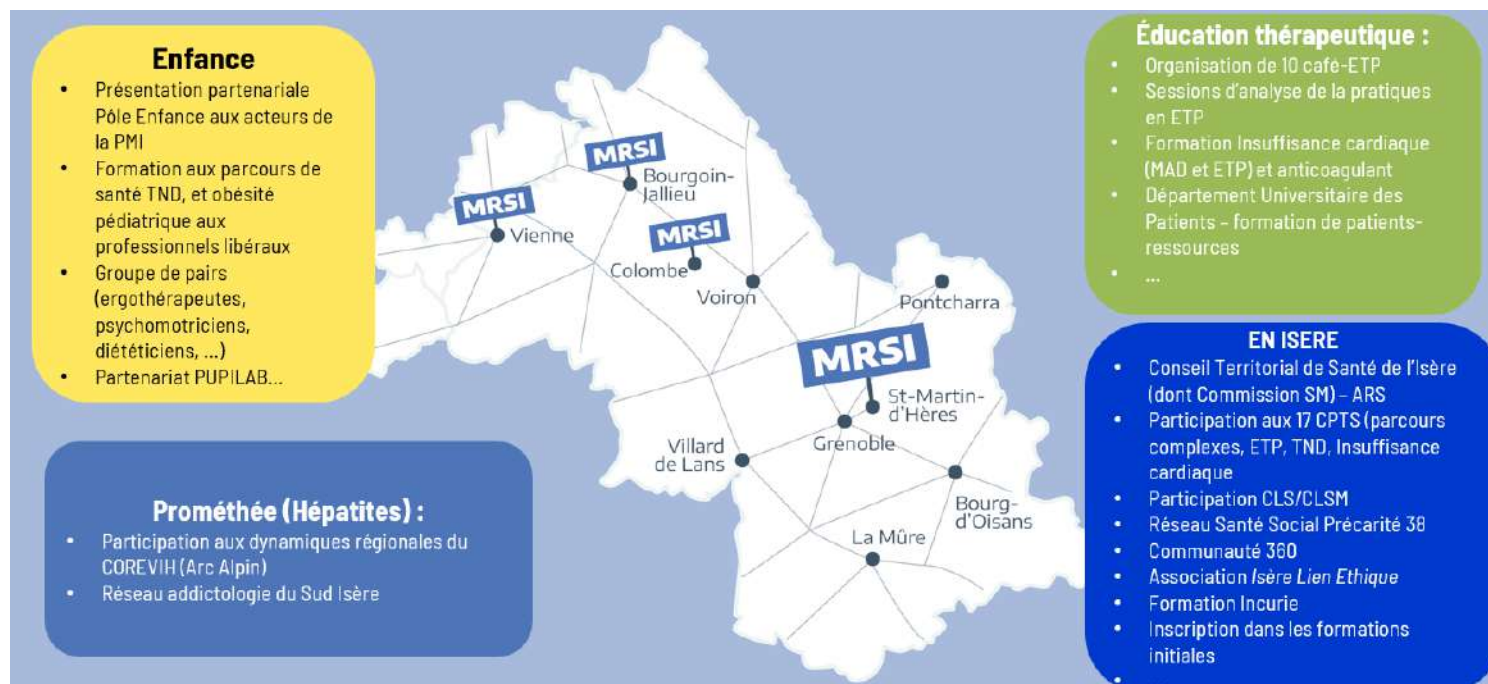 Enfance
• Présentation partenariale
Pôle Enfance aux acteurs de
la PMI
• Formation aux parcours de
santé TND, et obésité
pédiatrique aux
professionnels libéraux
• Groupe de pairs
(ergothérapeutes,
psychomotriciens,
diététiciens, ...)
• Partenariat PUPILAB...
Prométhée (Hépatites) :
• Participation aux dynamiques régionales du
COREVIH (Arc Alpin)
• Réseau addictologie du Sud Isère
MRSI
Bourgoin-
Jallieu
MRSI
Vienne
MRSI
Colombe
Voiron
Pontcharra
MRSI
St-Martin-
d'Hères
Grenoble
Villard
de Lans
Bourg-
d'Oisans
La Mûre
Éducation thérapeutique :
• Organisation de 10 café-ETP
• Sessions d'analyse de la pratiques
en ETP
• Formation Insuffisance cardiaque
(MAD et ETP) et anticoagulant
• Département Universitaire des
Patients – formation de patients-
ressources
• ...
EN ISERE
• Conseil Territorial de Santé de l'Isère
(dont Commission SM) – ARS
• Participation aux 17 CPTS (parcours
complexes, ETP, TND, Insuffisance
cardiaque
• Participation CLS/CLSM
• Réseau Santé Social Précarité 38
• Communauté 360
• Association Isère Lien Ethique
• Formation Incurie
• Inscription dans les formations
initiales
•